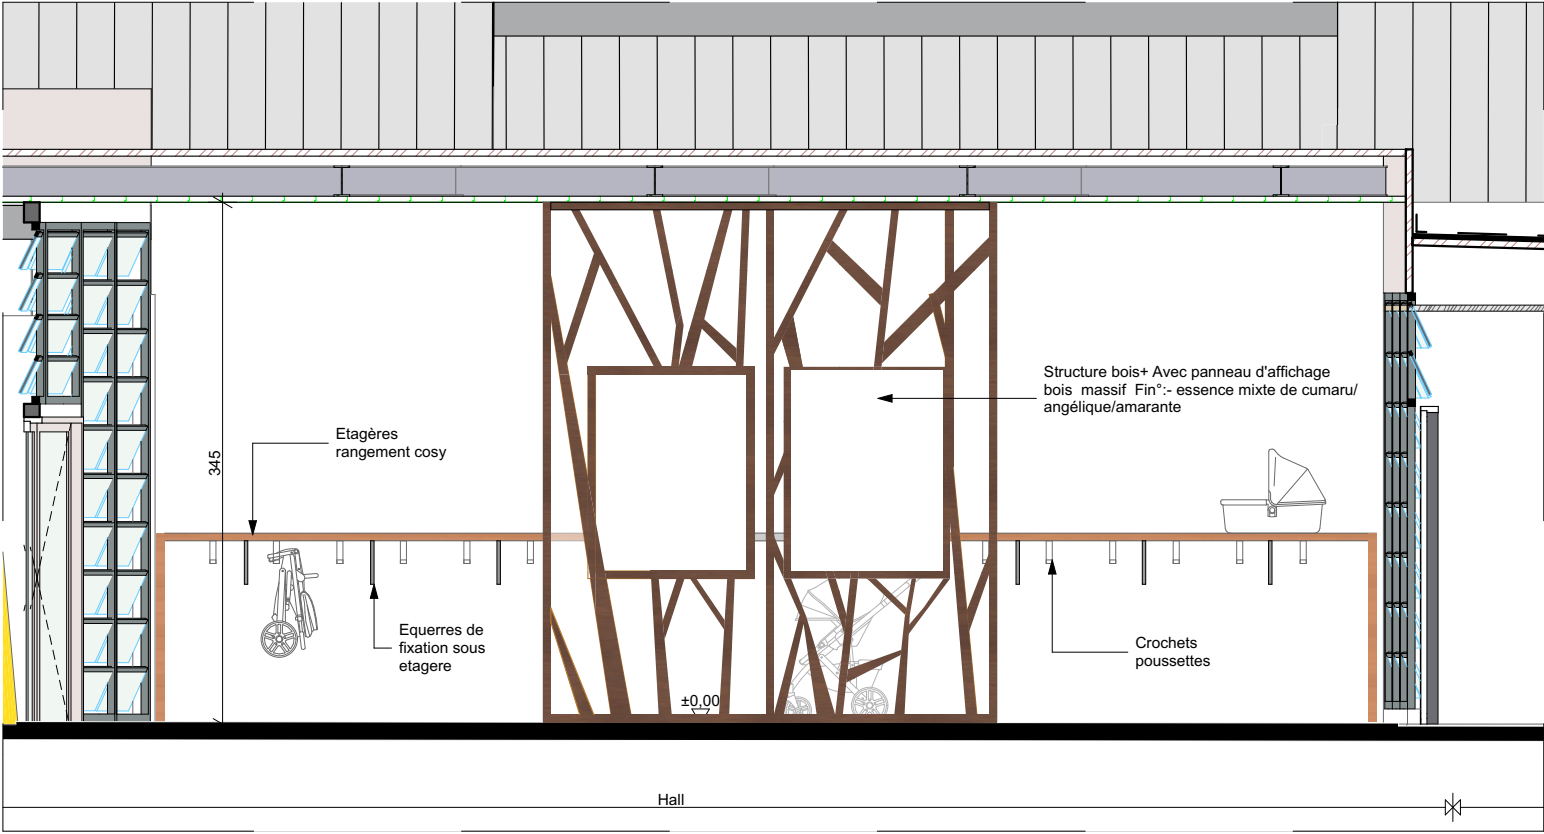 Structure bois+ Avec panneau d'affichage
bois massif Fin°:- essence mixte de cumaru/
angélique/amarante
Etagères
rangement cosy
345
Equerres de
fixation sous
etagere
Crochets
poussettes
±0,00
Hall